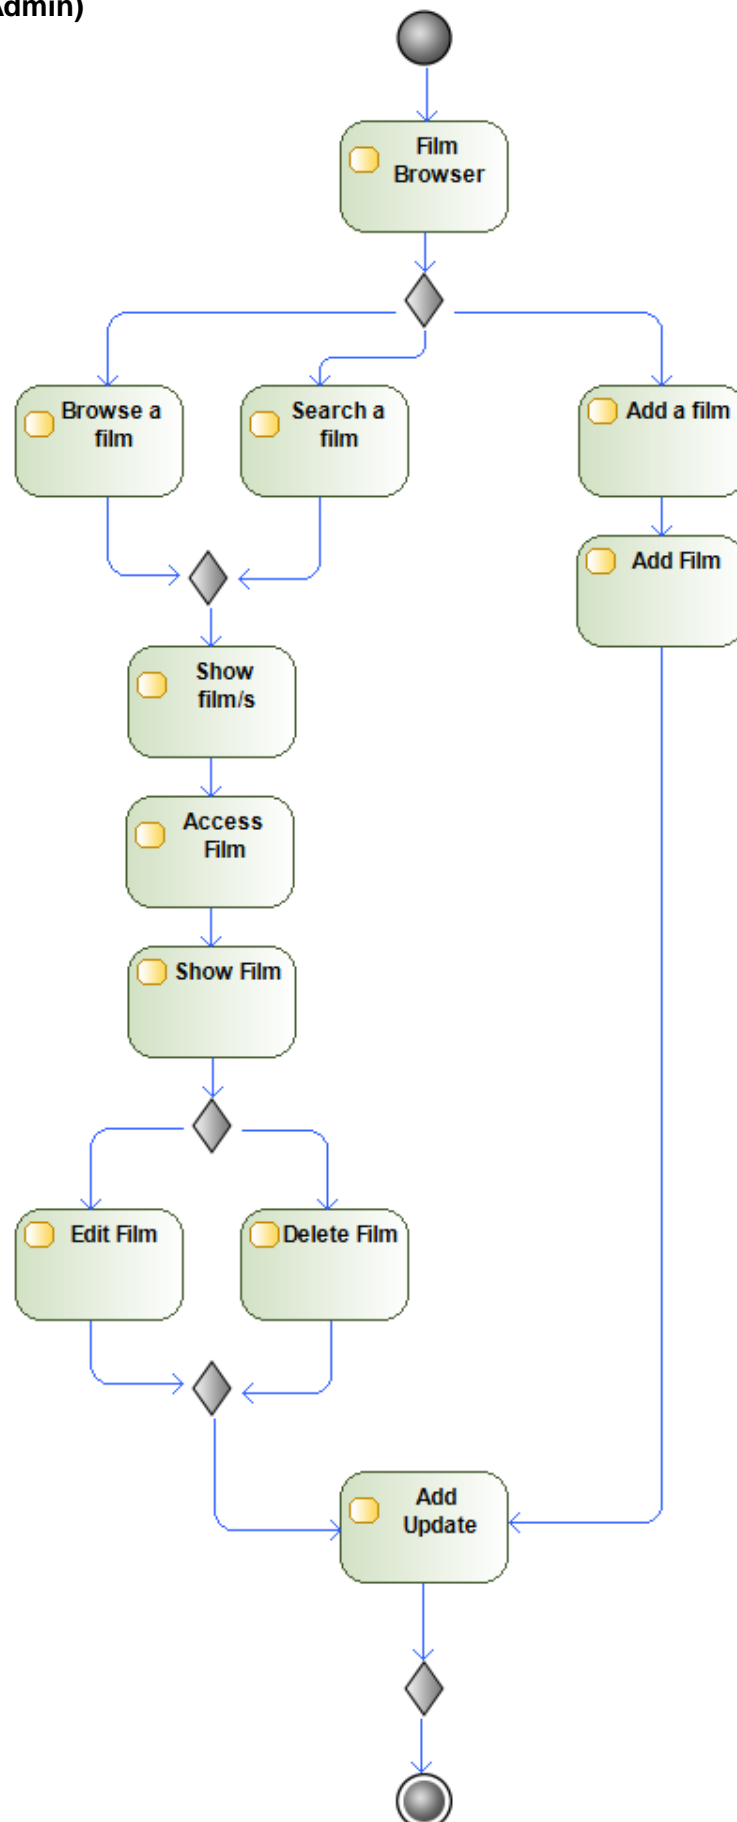 Admin)
Film
Browser
Browse a
film
Search a
film
Add a film
Add Film
Show
film/s
Access
Film
Show Film
Edit Film
Delete Film
Add
Update